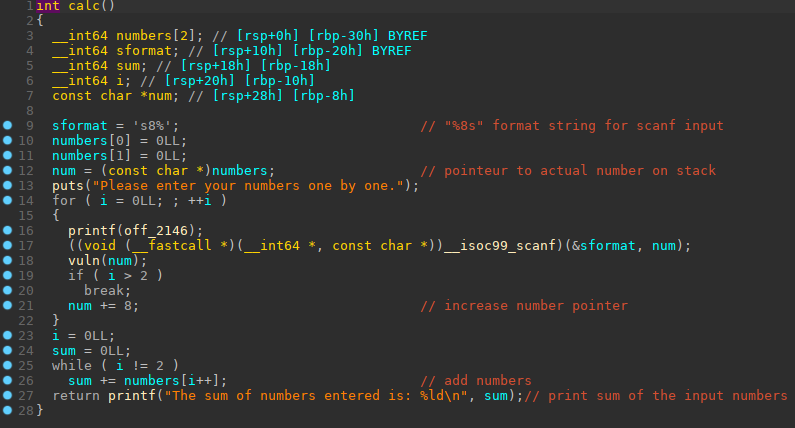 1 int calc()
2 {
3 __int64 numbers[2]; // [rsp+0h] [rbp-30h] BYREF
4 __int64 sformat; // [rsp+10h] [rbp-20h] BYREF
5 __int64 sum; // [rsp+18h] [rbp-18h]
6 __int64 i; // [rsp+20h] [rbp-10h]
7 const char *num; // [rsp+28h] [rbp-8h]
8
9 sformat = 's8%'; // "%8s" format string for scanf input
10 numbers[0] = 0LL;
11 numbers[1] = 0LL;
12 num = (const char *)numbers; // pointeur to actual number on stack
13 puts("Please enter your numbers one by one.");
14 for ( i = 0LL; ; ++i )
15 {
16 printf(off_2146);
17 ((void (__fastcall *)(__int64 *, const char *))__isoc99_scanf)(&sformat, num);
18 vuln(num);
19 if ( i > 2 )
20 break;
21 num += 8; // increase number pointer
22 }
23 i = 0LL;
24 sum = 0LL;
25 while ( i != 2 )
26 sum += numbers[i++]; // add numbers
27 return printf("The sum of numbers entered is: %ld\n", sum);// print sum of the input numbers
28 }